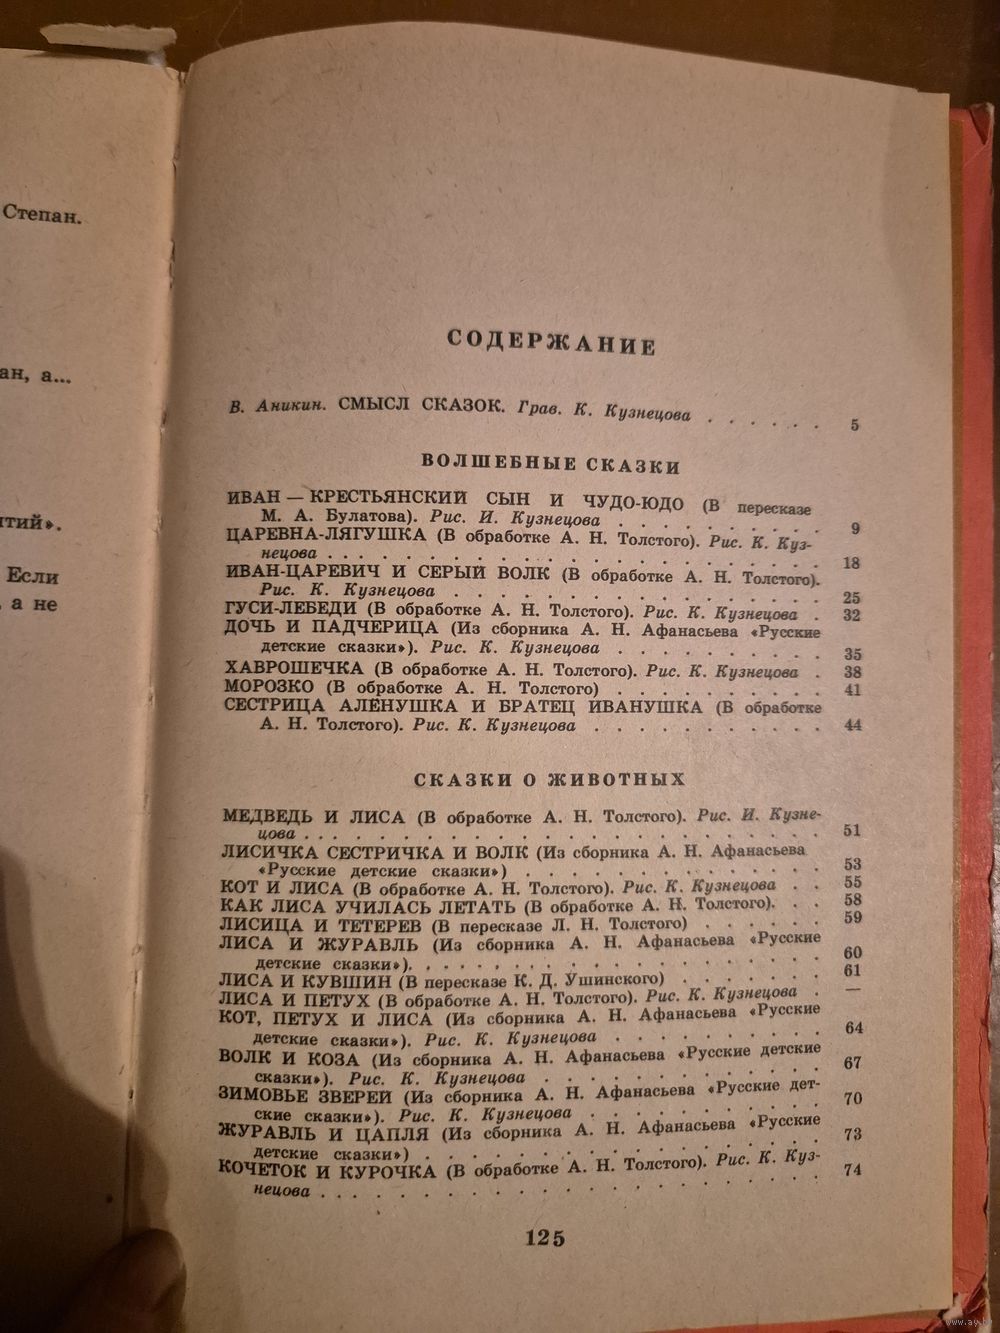 Степан.
ан, а...
тий».
Если
, а не
СОДЕРЖАНИЕ
В. Аникин. СМЫСЛ СКАЗОК. Грав. К. Кузнецова . . . . . . 5
ВОЛШЕБНЫЕ СКАЗКИ
ИВАН — КРЕСТЬЯНСКИЙ СЫН И ЧУДО-ЮДО (В пересказе
М. А. Булатова). Рис. И. Кузнецова . . . . . . . . 9
ЦАРЕВНА-ЛЯГУШКА (В обработке А. Н. Толстого). Рис. К. Куз-
нецова . . . . . . . . . . . . . . . . . . . . 18
ИВАН-ЦАРЕВИЧ И СЕРЫЙ ВОЛК (В обработке А. Н. Толстого).
Рис. К. Кузнецова . . . . . . . . . . . . . . . 25
ГУСИ-ЛЕБЕДИ (В обработке А. Н. Толстого). Рис. К. Кузнецова . 32
ДОЧЬ И ПАДЧЕРИЦА (Из сборника А. Н. Афанасьева «Русские
детские сказки»). Рис. К. Кузнецова . . . . . . . . . 35
ХАВРОШЕЧКА (В обработке А. Н. Толстого). Рис. К. Кузнецова . 38
МОРОЗКО (В обработке А. Н. Толстого) . . . . . . . . . 41
СЕСТРИЦА АЛЁНУШКА И БРАТЕЦ ИВАНУШКА (В обработке
А. Н. Толстого). Рис. К. Кузнецова . . . . . . . . . . 44
СКАЗКИ О ЖИВОТНЫХ
МЕДВЕДЬ И ЛИСА (В обработке А. Н. Толстого). Рис. И. Кузне-
цова . . . . . . . . . . . . . . . . . . . . . 51
ЛИСИЧКА СЕСТРИЧКА И ВОЛК (Из сборника А. Н. Афанасьева
«Русские детские сказки») . . . . . . . . . . . . . 53
КОТ И ЛИСА (В обработке А. Н. Толстого). Рис. К. Кузнецова . . 55
КАК ЛИСА УЧИЛАСЬ ЛЕТАТЬ (В обработке А. Н. Толстого). . . 58
ЛИСИЦА И ТЕТЕРЕВ (В пересказе Л. Н. Толстого) . . . . . . 59
ЛИСА И ЖУРАВЛЬ (Из сборника А. Н. Афанасьева «Русские
детские сказки»). . . . . . . . . . . . . . . . . 60
ЛИСА И КУВШИН (В пересказе К. Д. Ушинского) . . . . . . . 61
ЛИСА И ПЕТУХ (В обработке А. Н. Толстого). Рис. К. Кузнецова . —
КОТ, ПЕТУХ И ЛИСА (Из сборника А. Н. Афанасьева «Русские
детские сказки»). Рис. К. Кузнецова . . . . . . . . . 64
ВОЛК И КОЗА (Из сборника А. Н. Афанасьева «Русские детские
сказки»). Рис. К. Кузнецова . . . . . . . . . . . . 67
ЗИМОВЬЕ ЗВЕРЕЙ (Из сборника А. Н. Афанасьева «Русские дет-
ские сказки»). Рис. К. Кузнецова . . . . . . . . . . 70
ЖУРАВЛЬ И ЦАПЛЯ (Из сборника А. Н. Афанасьева «Русские
детские сказки») . . . . . . . . . . . . . . . . 73
КОЧЕТОК И КУРОЧКА (В обработке А. Н. Толстого). Рис. К. Куз-
нецова . . . . . . . . . . . . . . . . . . . . 74
125